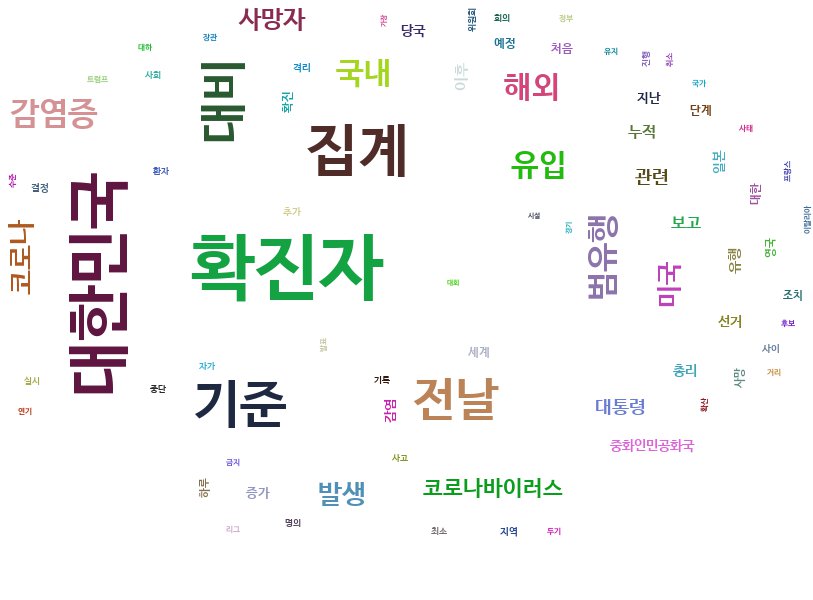 사망자
가장
위원회
회의
정부
당국
장관
대하
예정
처음
유지
진행
취소
사회
트럼프
격리
국내
이후
해외
국가
지난
단계
감염증
대비
확진
집계
누적
사태
유입
일본
프랑스
수준
결정
환자
관련
대한
대한민국
코로나
추가
시설
경기
범유행
보고
이탈리아
확진자
유행
영국
미국
대회
조치
선거
후보
발표
세계
사이
자가
총리
사망
거리
실시
중단
기록
기준
전날
연기
감염
대통령
확산
중화인민공화국
사고
금지
하루
증가
발생
코로나바이러스
리그
명의
최소
지역
두기